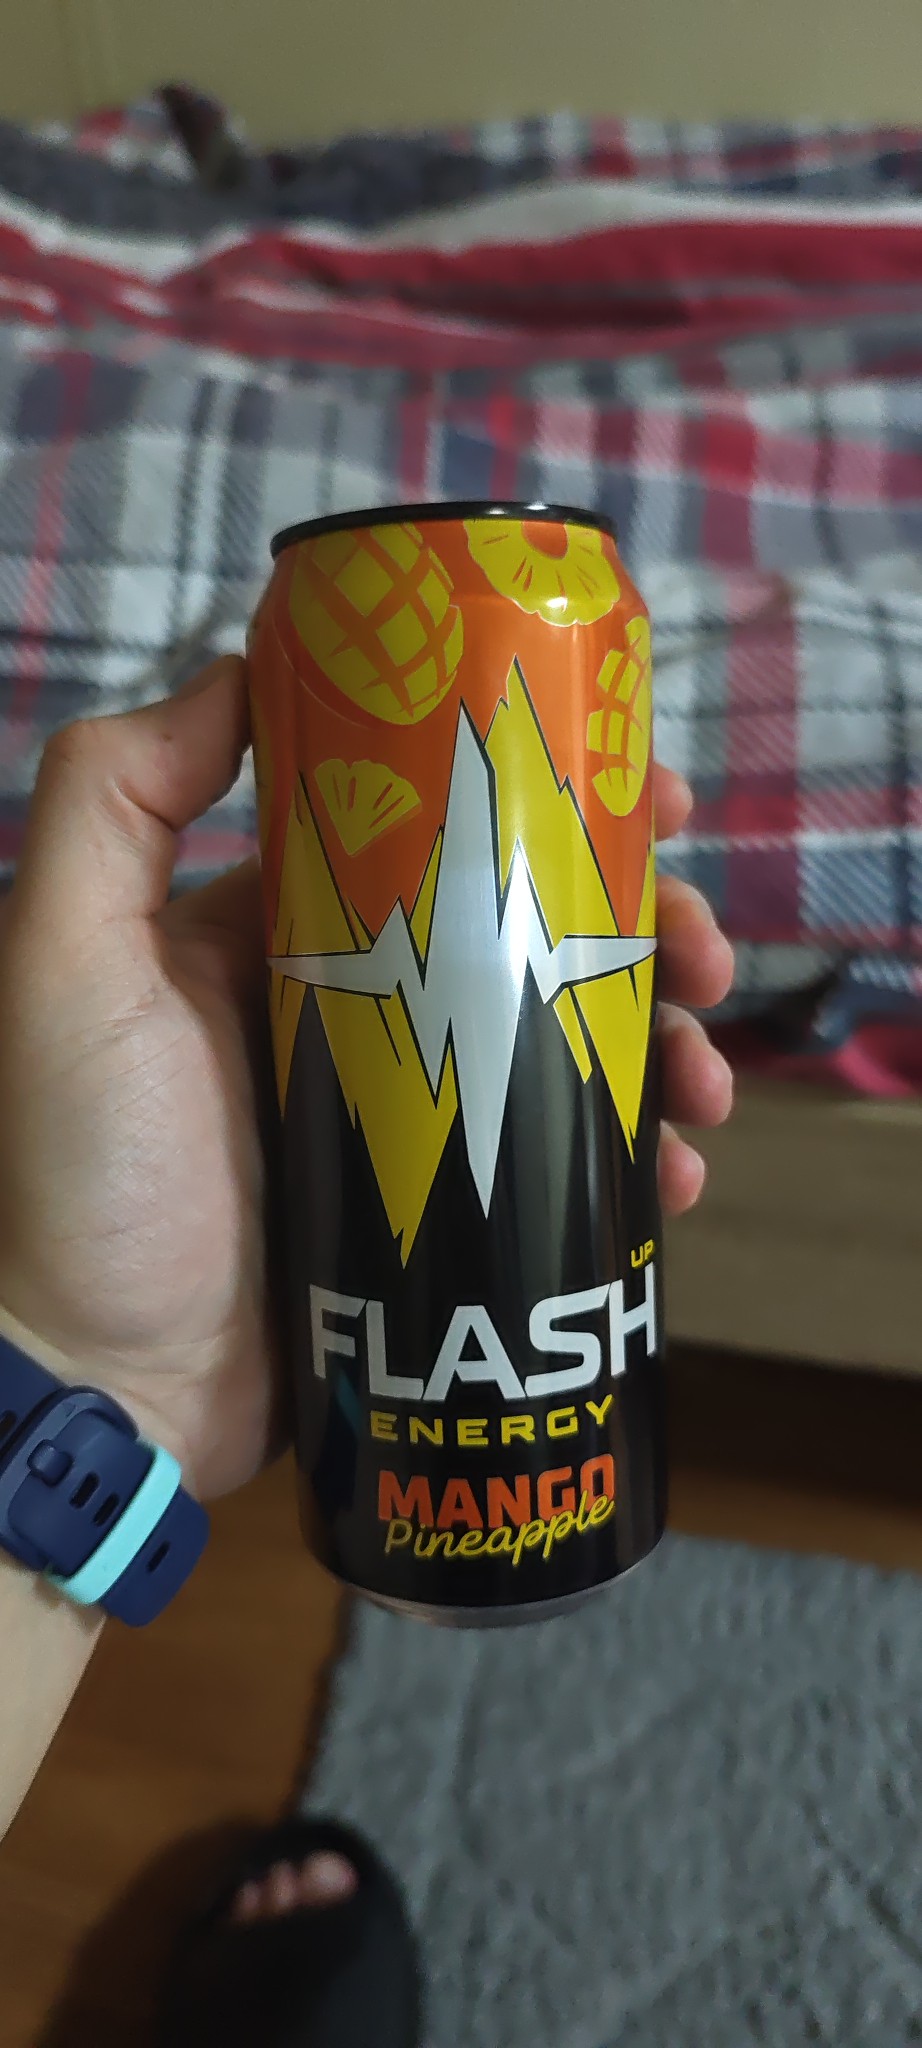 UP
FLASH
ENERGY
MANGO
Pineapple